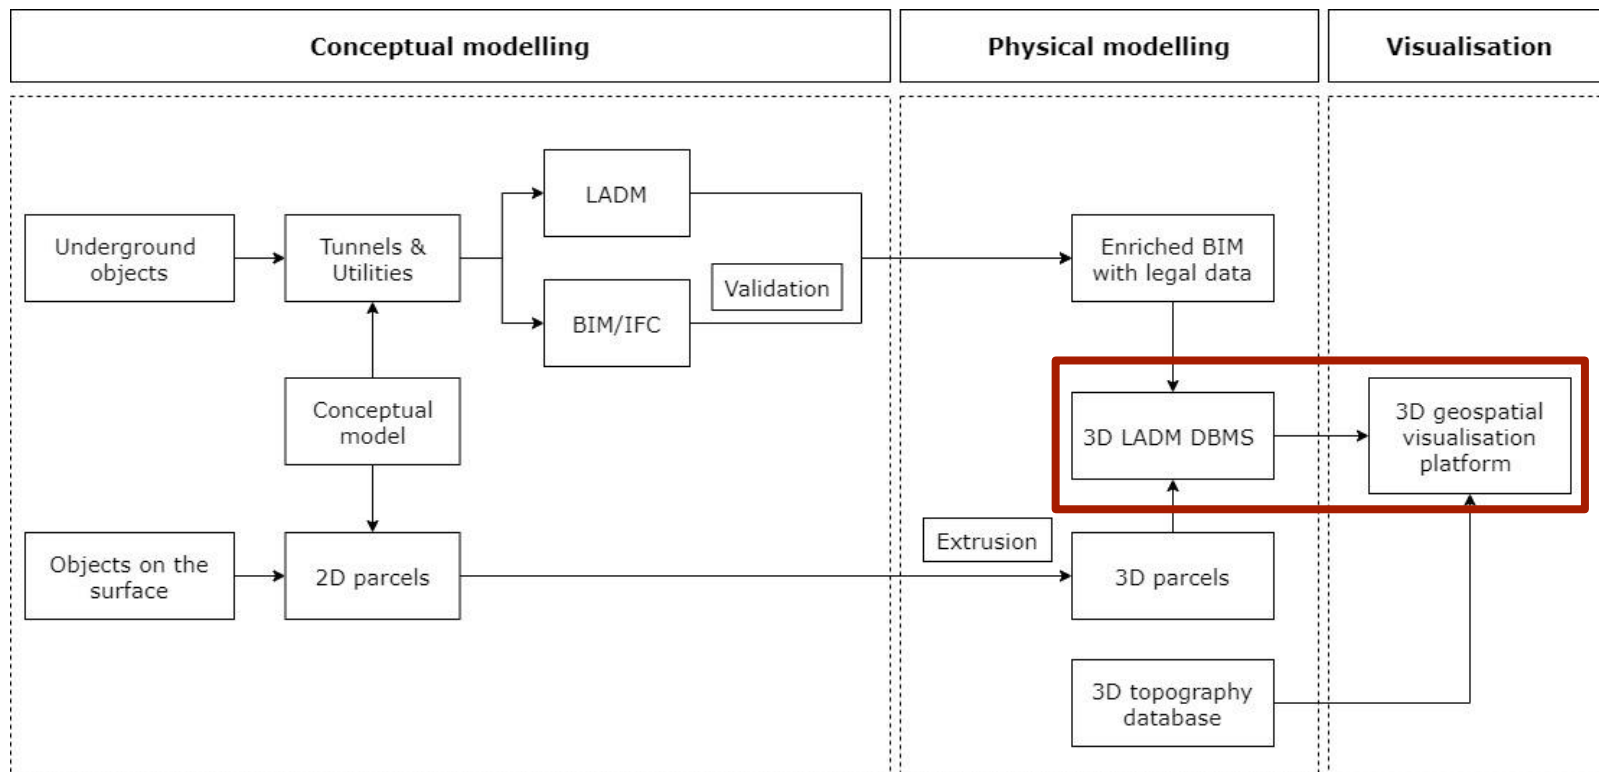 Conceptual modelling
Physical modelling
Visualisation
LADM
Underground
objects
Tunnels &
Utilities
Enriched BIM
with legal data
Validation
BIM/IFC
Conceptual
model
3D LADM DBMS
3D geospatial
visualisation
platform
Extrusion
Objects on the
surface
2D parcels
3D parcels
3D topography
database